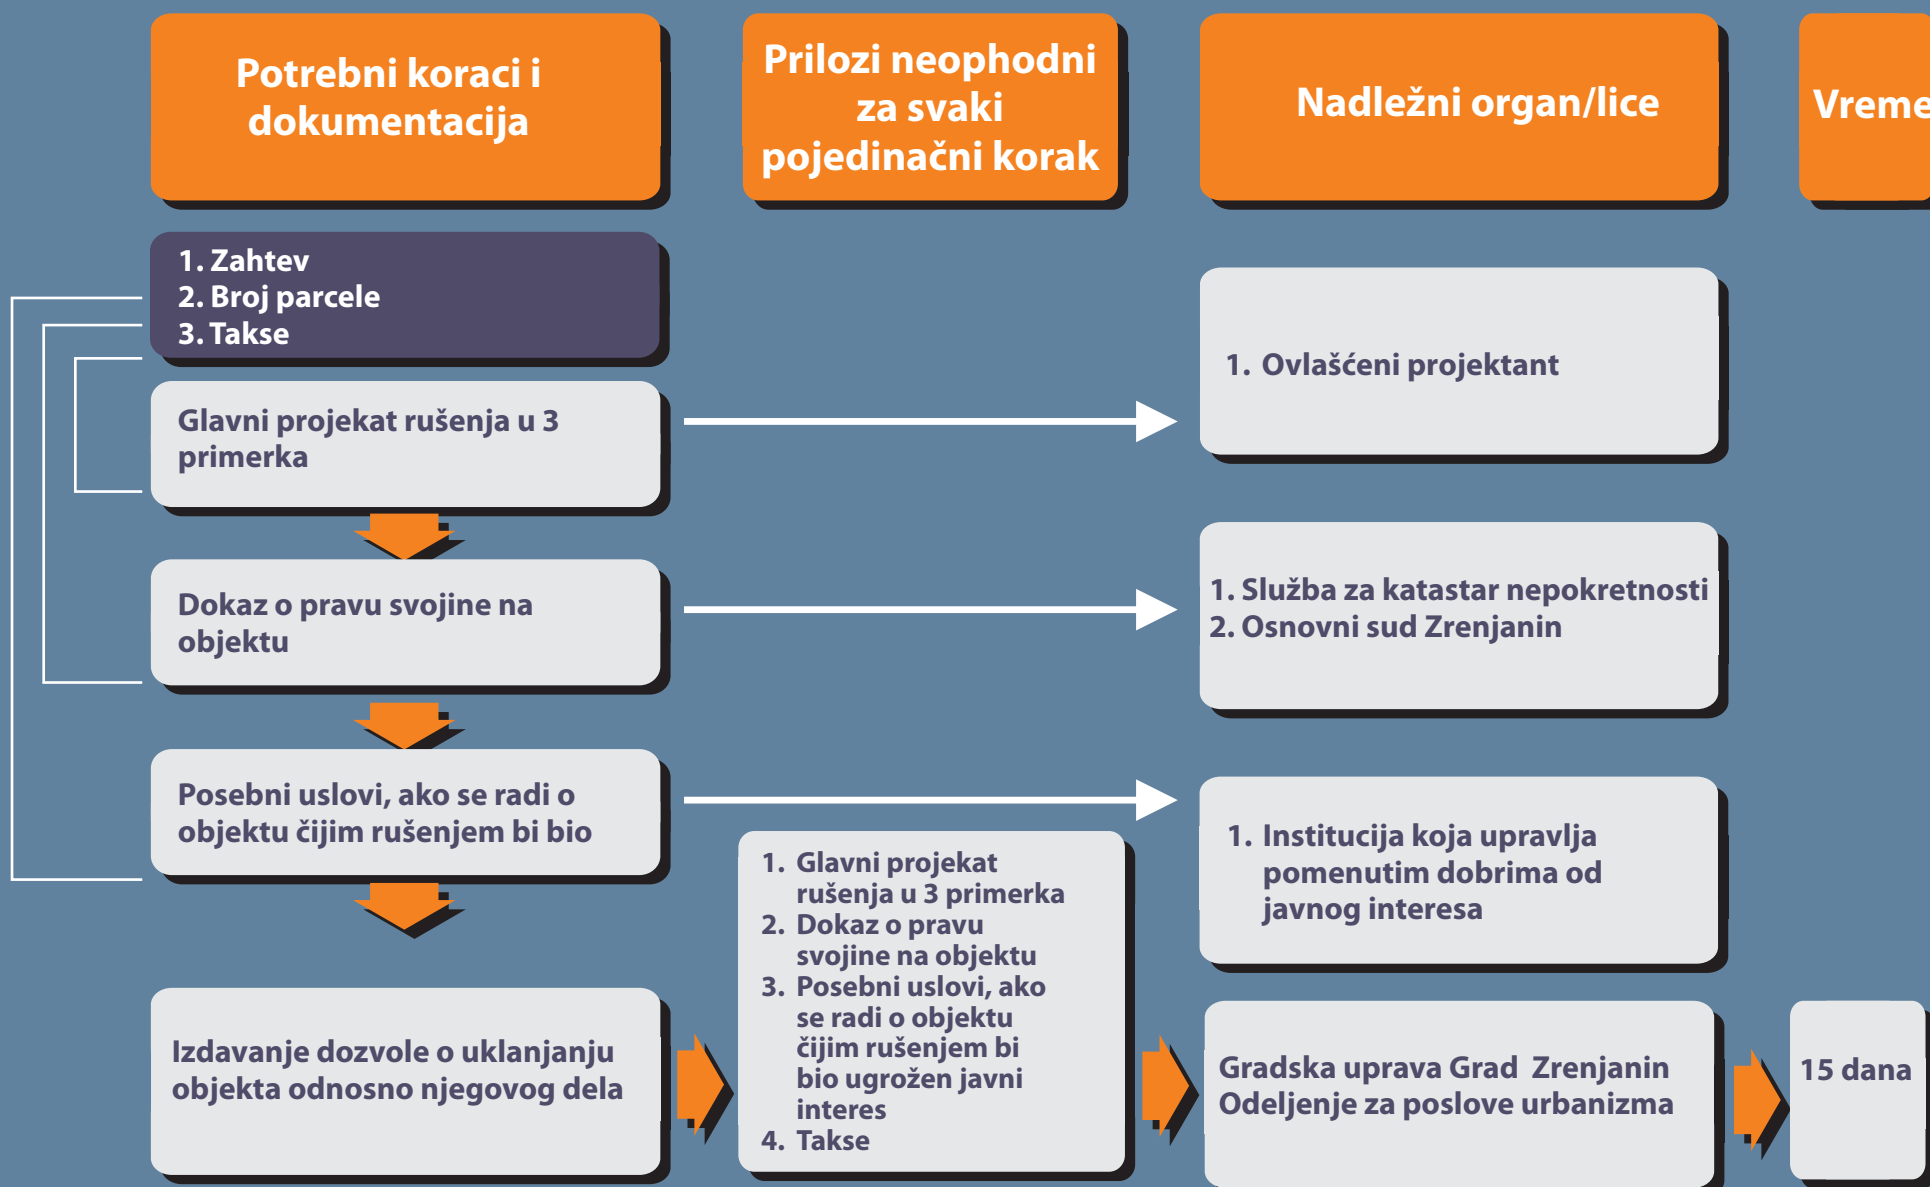 Potrebni koraci i
dokumentacija
Prilozi neophodni
za svaki
pojedinačni korak
Nadležni organ/lice
Vreme
1. Zahtev
2. Broj parcele
3. Takse
Glavni projekat rušenja u 3
primerka
1. Ovlašćeni projektant
Dokaz o pravu svojine na
objektu
1. Služba za katastar nepokretnosti
2. Osnovni sud Zrenjanin
Posebni uslovi, ako se radi o
objektu čijim rušenjem bi bio
1. Institucija koja upravlja
pomenutim dobrima od
javnog interesa
Izdavanje dozvole o uklanjanju
objekta odnosno njegovog dela
1. Glavni projekat
rušenja u 3 primerka
2. Dokaz o pravu
svojine na objektu
3. Posebni uslovi, ako
se radi o objektu
čijim rušenjem bi
bio ugrožen javni
interes
4. Takse
Gradska uprava Grad Zrenjanin
Odeljenje za poslove urbanizma
15 dana